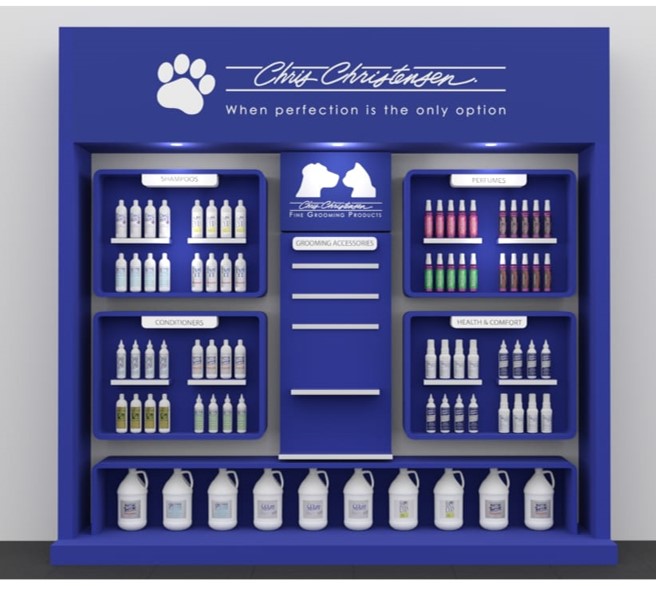 Chris Christensen.
When perfection is the only option
Chris Christensen
FINE GROOMING PRODUCTS
SHAMPOOS
PERFUMES
GROOMING ACCESSORIES
CONDITIONERS
HEALTH & COMFORT